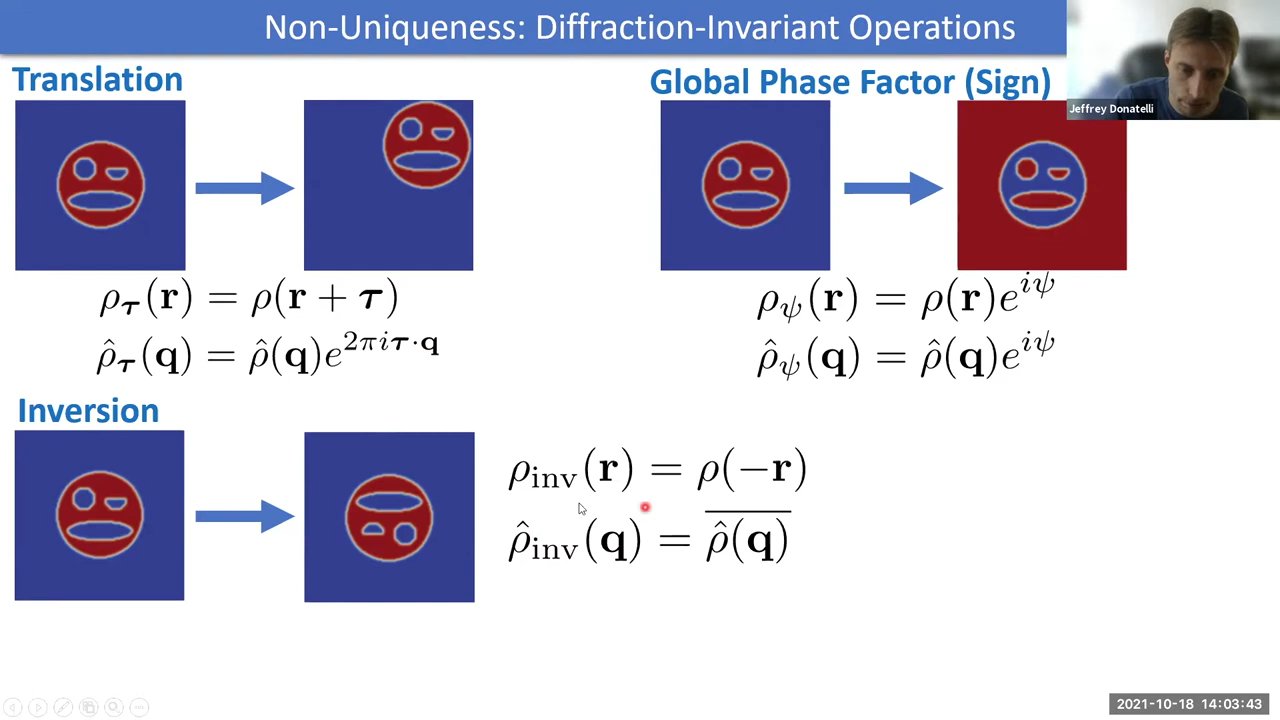 Non-Uniqueness: Diffraction-Invariant Operations
Jeffrey Donatelli
Translation
ρ_τ(r) = ρ(r + τ)
ρ̂_τ(q) = ρ̂(q)e^{2πiτ·q}
Global Phase Factor (Sign)
ρ_ψ(r) = ρ(r)e^{iψ}
ρ̂_ψ(q) = ρ̂(q)e^{iψ}
Inversion
ρ_inv(r) = ρ(−r)
ρ̂_inv(q) = \overline{ρ̂(q)}
2021-10-18 14:03:43